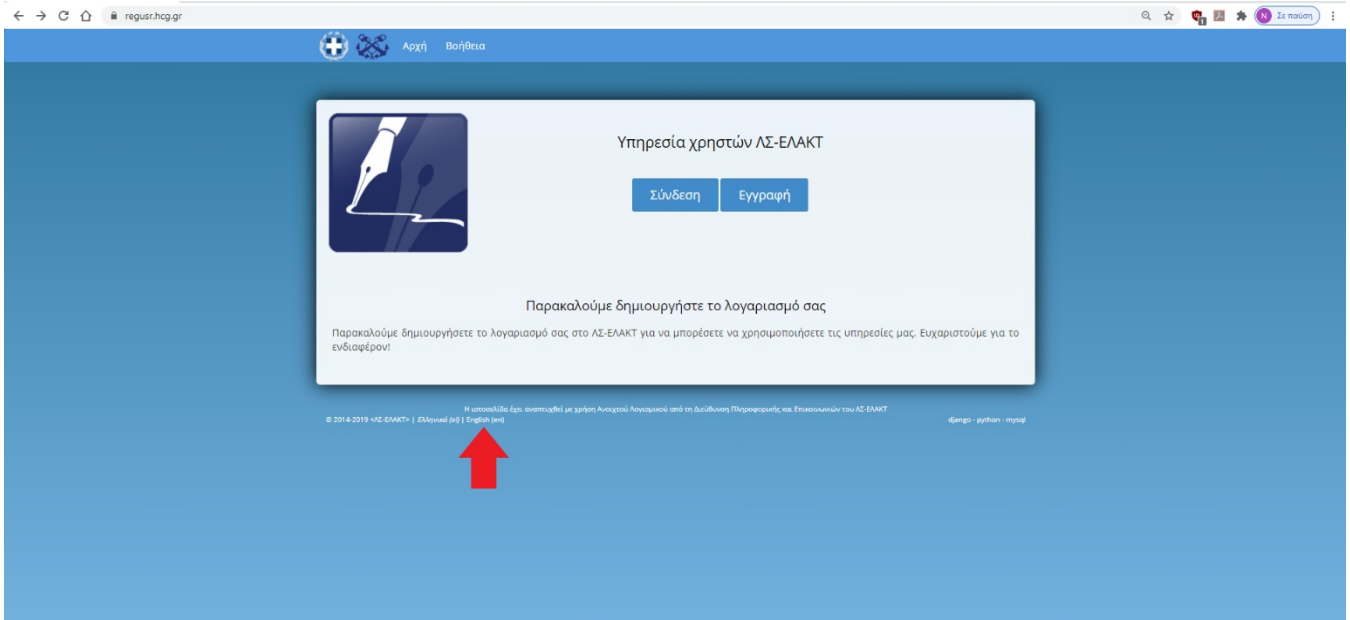 regusr.hcg.gr
N Σε παύση
Αρχή Βοήθεια
Υπηρεσία χρηστών ΛΣ-ΕΛΑΚΤ
Σύνδεση Εγγραφή
Παρακαλούμε δημιουργήστε το λογαριασμό σας
Παρακαλούμε δημιουργήσετε το λογαριασμό σας στο ΛΣ-ΕΛΑΚΤ για να μπορέσετε να χρησιμοποιήσετε τις υπηρεσίες μας. Ευχαριστούμε για το
ενδιαφέρον!
Η ιστοσελίδα έχει αναπτυχθεί με χρήση Ανοιχτού Λογισμικού από τη Διεύθυνση Πληροφορικής και Επικοινωνιών του ΛΣ-ΕΛΑΚΤ
© 2014-2019 «ΛΣ-ΕΛΑΚΤ» | Ελληνικά (el) | English (en) django - python - mysql